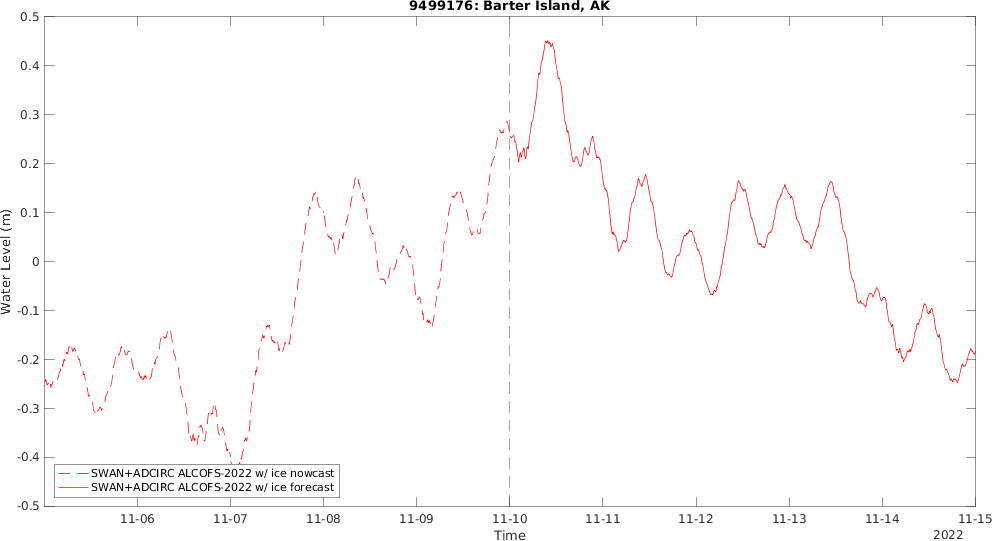 9499176: Barter Island, AK
0.5
0.4
0.3
0.2
0.1
0
-0.1
-0.2
-0.3
-0.4
-0.5
Water Level (m)
SWAN+ADCIRC ALCOFS-2022 w/ ice nowcast
SWAN+ADCIRC ALCOFS-2022 w/ ice forecast
11-06 11-07 11-08 11-09 11-10 11-11 11-12 11-13 11-14 11-15
Time
2022